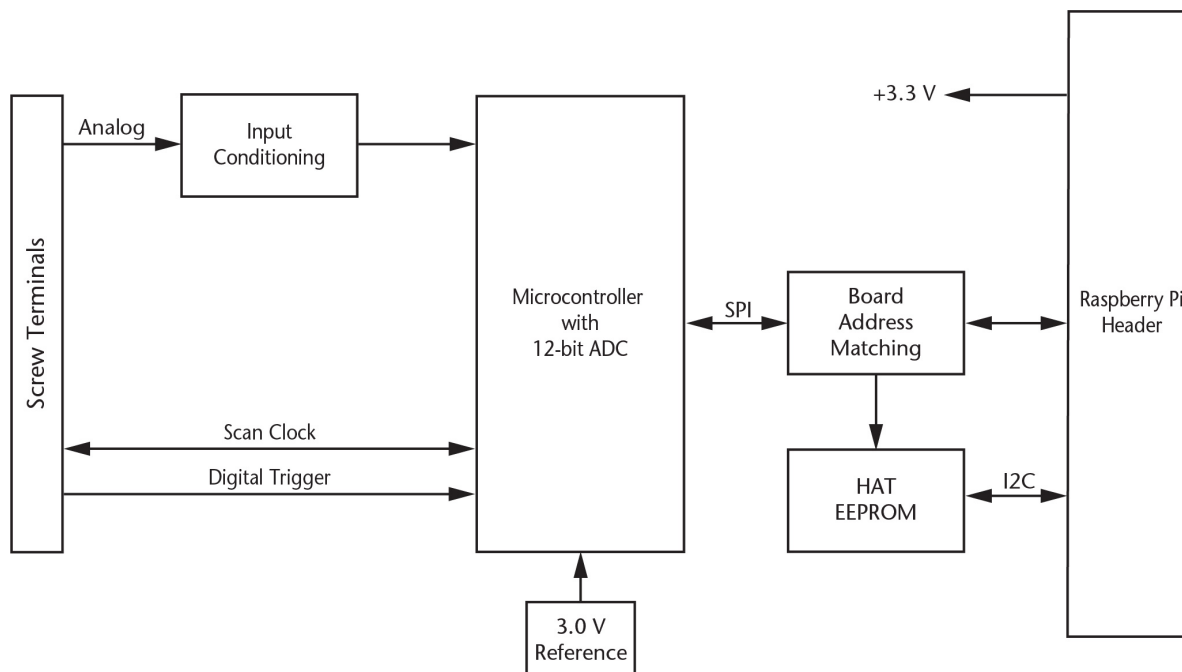 +3.3 V
Analog
Input
Conditioning
Screw Terminals
Microcontroller
with
12-bit ADC
SPI
Board
Address
Matching
Raspberry Pi
Header
Scan Clock
Digital Trigger
HAT
EEPROM
I2C
3.0 V
Reference